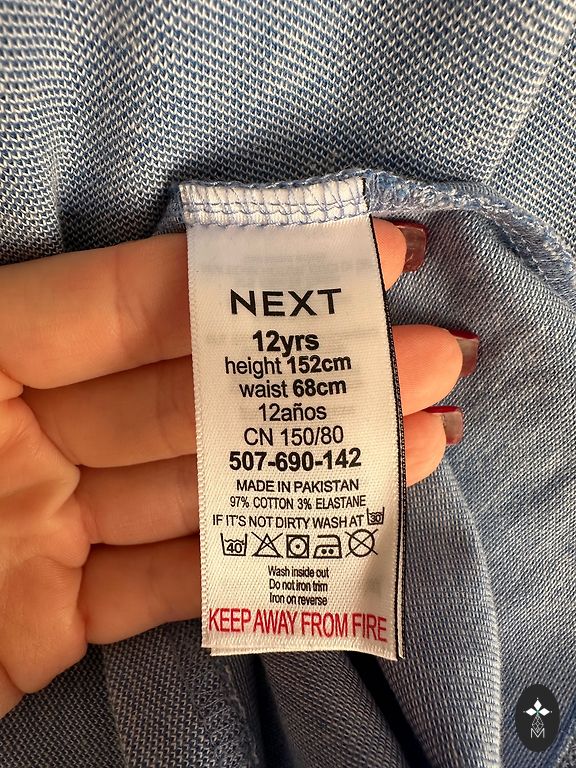 NEXT
12yrs
height 152cm
waist 68cm
12años
CN 150/80
507-690-142
MADE IN PAKISTAN
97% COTTON 3% ELASTANE
IF IT'S NOT DIRTY WASH AT 30
40
Wash inside out
Do not iron trim
Iron on reverse
KEEP AWAY FROM FIRE
M